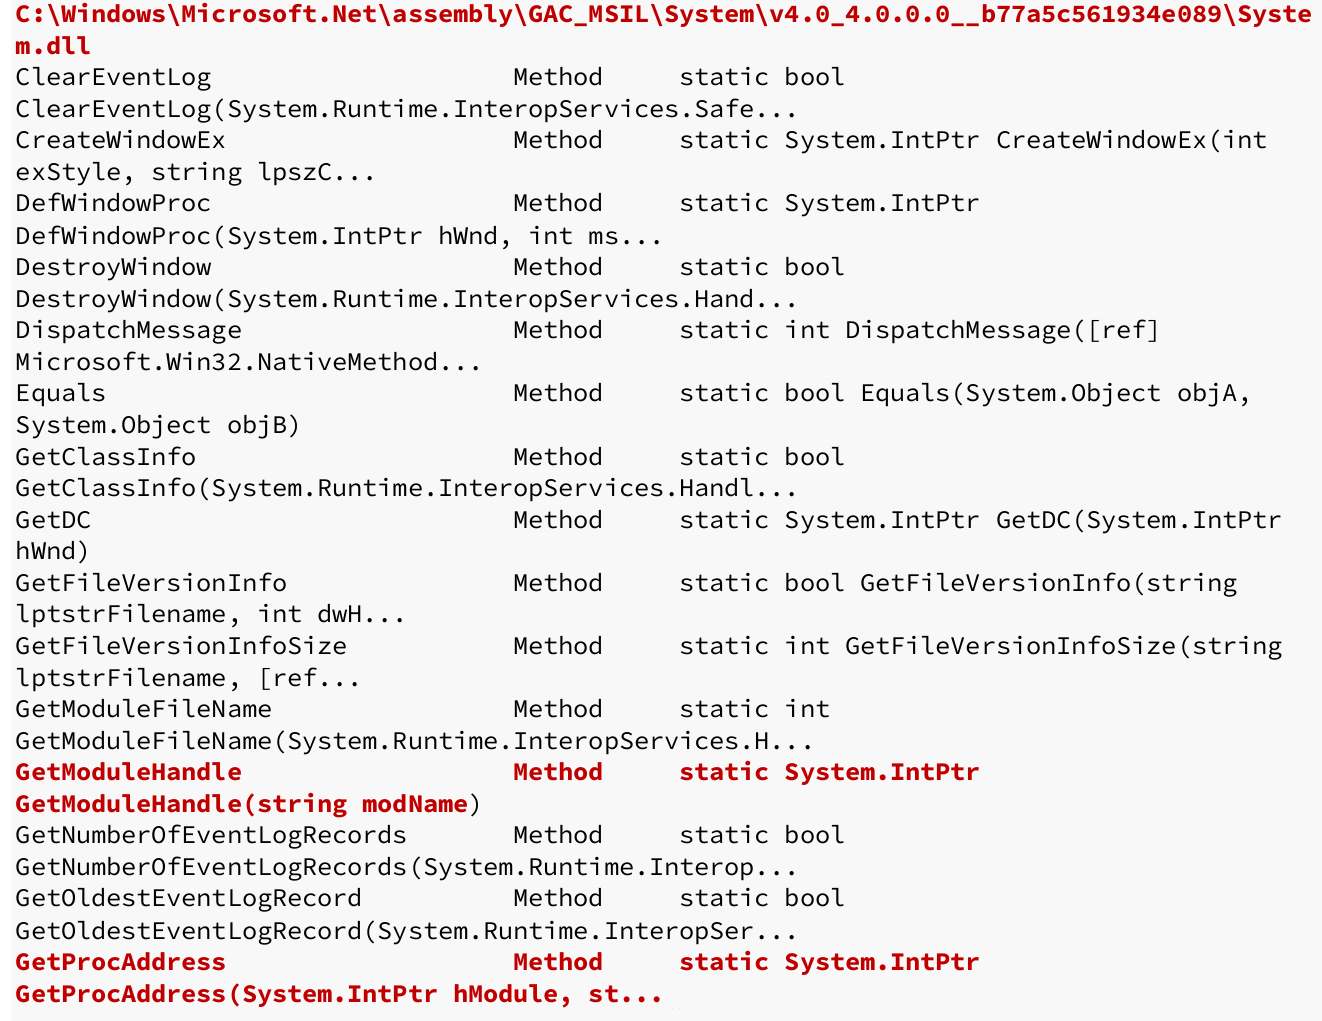 C:\Windows\Microsoft.Net\assembly\GAC_MSIL\System\v4.0_4.0.0.0__b77a5c561934e089\Syste
m.dll
ClearEventLog                    Method     static bool
ClearEventLog(System.Runtime.InteropServices.Safe...
CreateWindowEx                   Method     static System.IntPtr CreateWindowEx(int
exStyle, string lpszC...
DefWindowProc                    Method     static System.IntPtr
DefWindowProc(System.IntPtr hWnd, int ms...
DestroyWindow                    Method     static bool
DestroyWindow(System.Runtime.InteropServices.Hand...
DispatchMessage                  Method     static int DispatchMessage([ref]
Microsoft.Win32.NativeMethod...
Equals                           Method     static bool Equals(System.Object objA,
System.Object objB)
GetClassInfo                     Method     static bool
GetClassInfo(System.Runtime.InteropServices.Handl...
GetDC                            Method     static System.IntPtr GetDC(System.IntPtr
hWnd)
GetFileVersionInfo               Method     static bool GetFileVersionInfo(string
lptstrFilename, int dwH...
GetFileVersionInfoSize           Method     static int GetFileVersionInfoSize(string
lptstrFilename, [ref...
GetModuleFileName                Method     static int
GetModuleFileName(System.Runtime.InteropServices.H...
GetModuleHandle                  Method     static System.IntPtr
GetModuleHandle(string modName)
GetNumberOfEventLogRecords       Method     static bool
GetNumberOfEventLogRecords(System.Runtime.Interop...
GetOldestEventLogRecord          Method     static bool
GetOldestEventLogRecord(System.Runtime.InteropSer...
GetProcAddress                   Method     static System.IntPtr
GetProcAddress(System.IntPtr hModule, st...